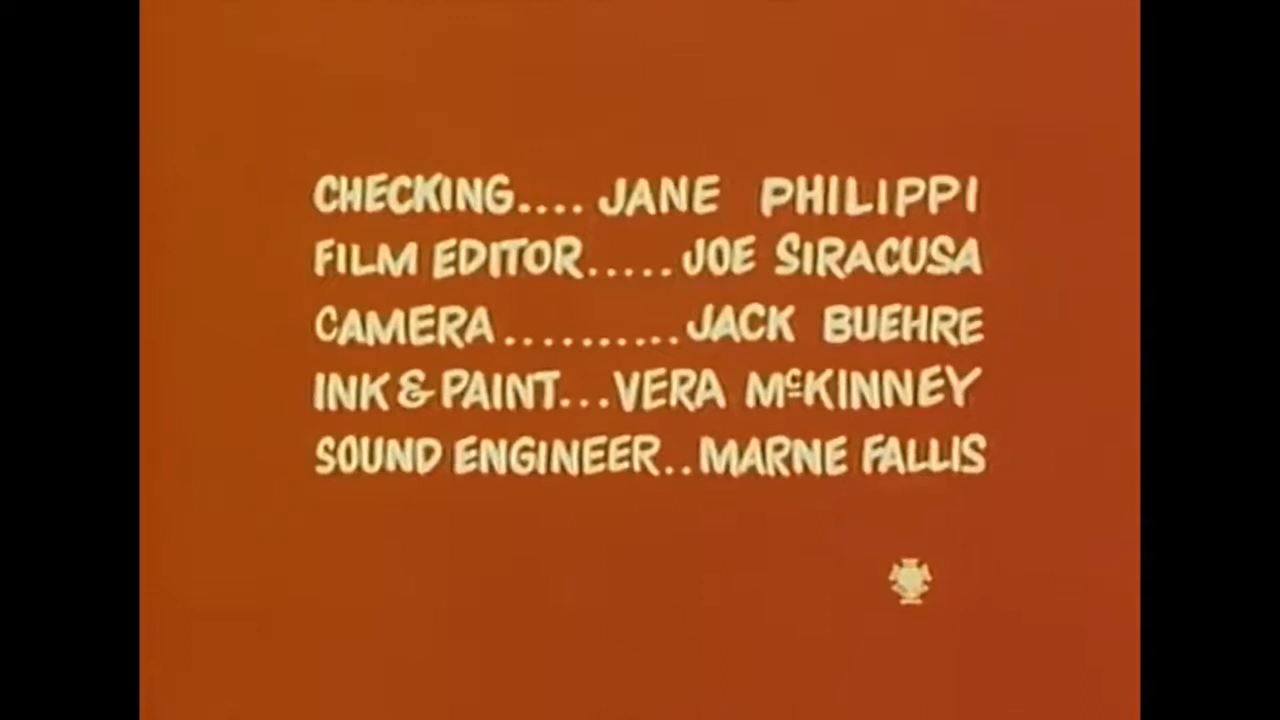 CHECKING.... JANE PHILIPPI
FILM EDITOR..... JOE SIRACUSA
CAMERA.......... JACK BUEHRE
INK & PAINT... VERA McKINNEY
SOUND ENGINEER.. MARNE FALLIS